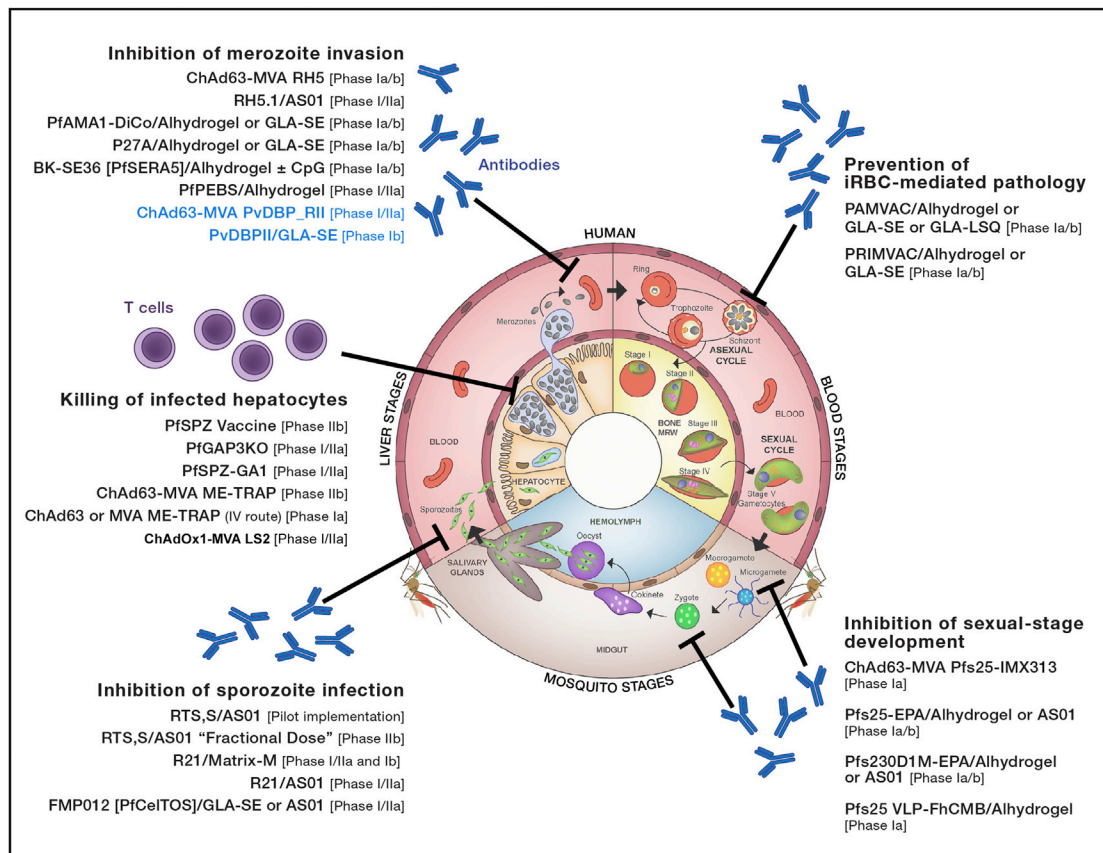 Inhibition of merozoite invasion
ChAd63-MVA RH5 [Phase Ia/b]
RH5.1/AS01 [Phase I/IIa]
PfAMA1-DiCo/Alhydrogel or GLA-SE [Phase Ia/b]
P27A/Alhydrogel or GLA-SE [Phase Ia/b]
BK-SE36 [PfSERA5]/Alhydrogel ± CpG [Phase Ia/b]
PfPEBS/Alhydrogel [Phase I/IIa]
ChAd63-MVA PvDBP_RII [Phase I/IIa]
PvDBPII/GLA-SE [Phase Ib]
Antibodies
Prevention of
iRBC-mediated pathology
PAMVAC/Alhydrogel or
GLA-SE or GLA-LSQ [Phase Ia/b]
PRIMVAC/Alhydrogel or
GLA-SE [Phase Ia/b]
T cells
Killing of infected hepatocytes
PfSPZ Vaccine [Phase IIb]
PfGAP3KO [Phase I/IIa]
PfSPZ-GA1 [Phase I/IIa]
ChAd63-MVA ME-TRAP [Phase IIb]
ChAd63 or MVA ME-TRAP (IV route) [Phase Ia]
ChAdOx1-MVA LS2 [Phase I/IIa]
HUMAN
LIVER STAGES
BLOOD STAGES
MOSQUITO STAGES
Merozoites
Ring
Trophozoite
Schizont
ASEXUAL
CYCLE
Stage I
Stage II
BONE
MRW
Stage III
Stage IV
BLOOD
BLOOD
SEXUAL
CYCLE
Stage V
Gametocytes
HEPATOCYTE
Sporozoites
HEMOLYMPH
Oocyst
SALIVARY
GLANDS
Ookinete
Zygote
Macrogamete
Microgamete
MIDGUT
Inhibition of sporozoite infection
RTS,S/AS01 [Pilot implementation]
RTS,S/AS01 “Fractional Dose” [Phase IIb]
R21/Matrix-M [Phase I/IIa and Ib]
R21/AS01 [Phase I/IIa]
FMP012 [PfCelTOS]/GLA-SE or AS01 [Phase I/IIa]
Inhibition of sexual-stage
development
ChAd63-MVA Pfs25-IMX313
[Phase Ia]
Pfs25-EPA/Alhydrogel or AS01
[Phase Ia/b]
Pfs230D1M-EPA/Alhydrogel
or AS01 [Phase Ia/b]
Pfs25 VLP-FhCMB/Alhydrogel
[Phase Ia]